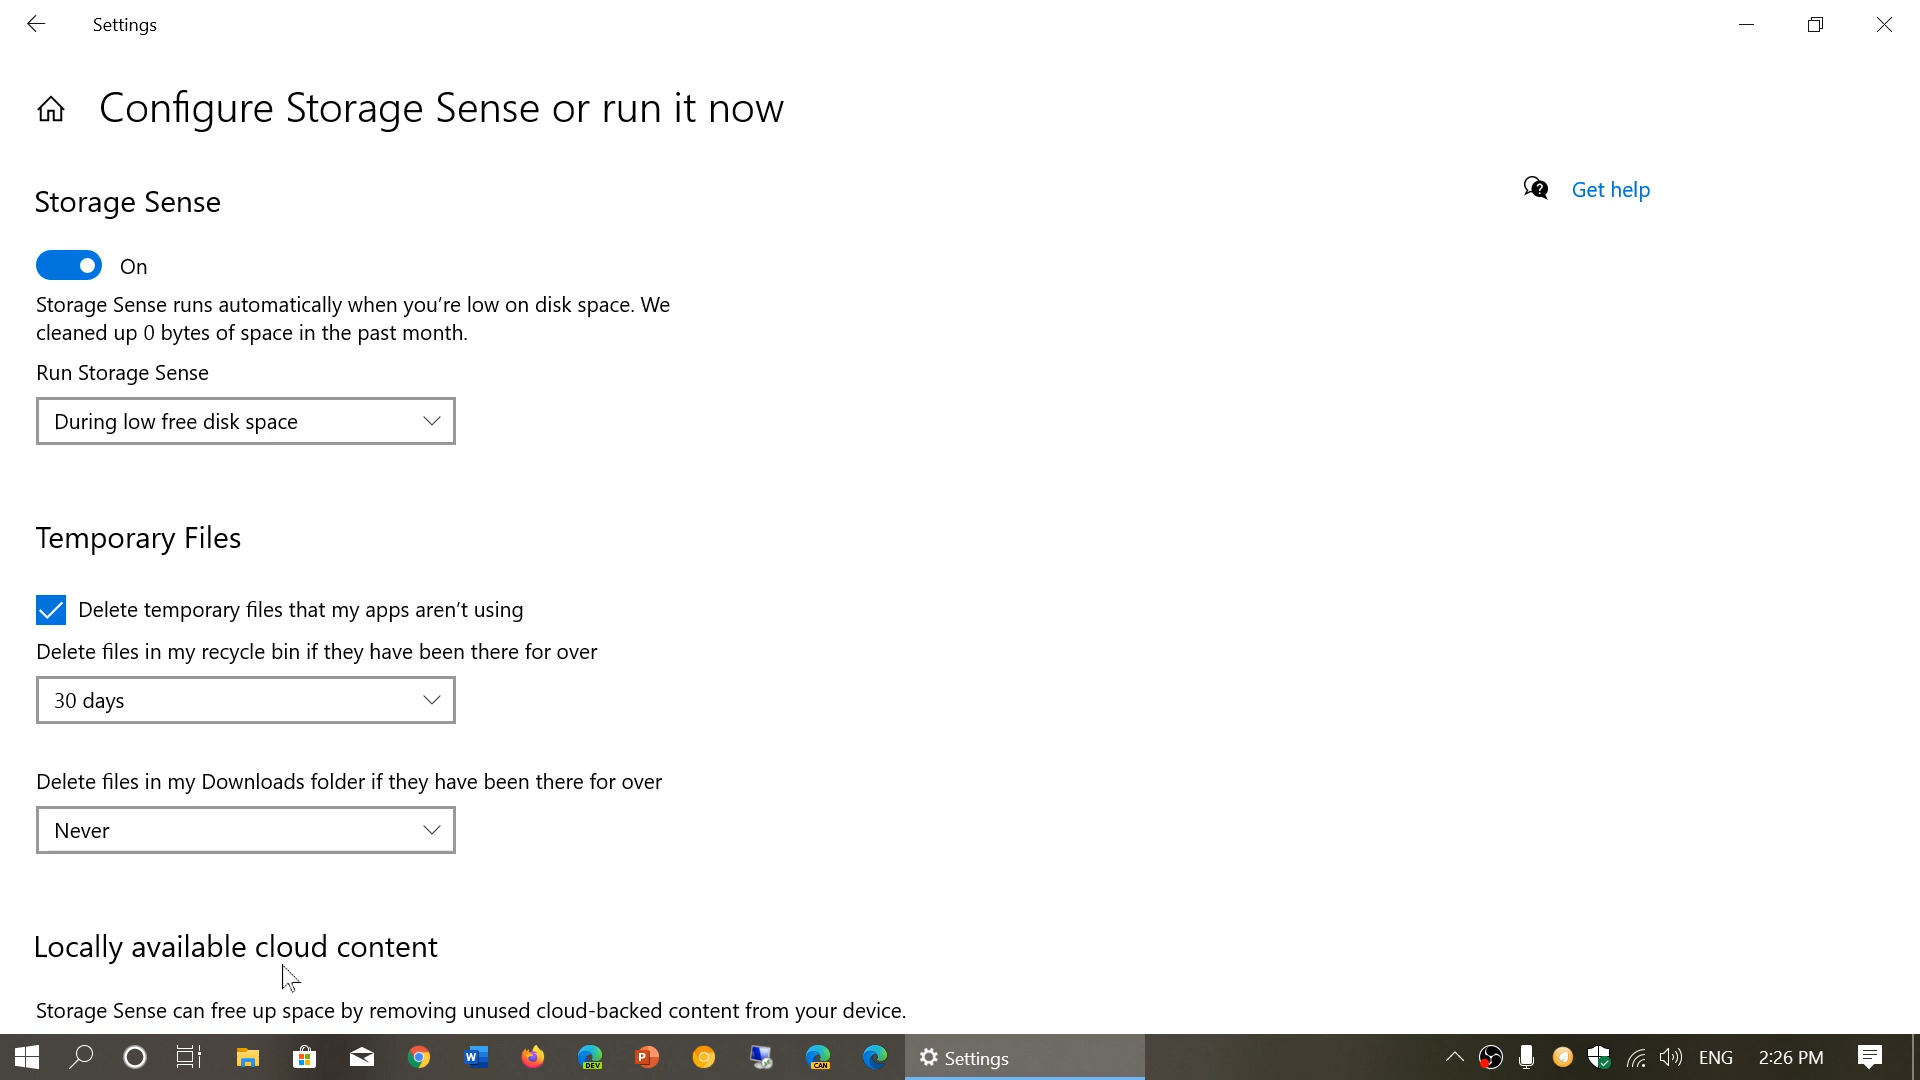 Settings
Configure Storage Sense or run it now
Storage Sense
Get help
On
Storage Sense runs automatically when you're low on disk space. We
cleaned up 0 bytes of space in the past month.
Run Storage Sense
During low free disk space
Temporary Files
Delete temporary files that my apps aren't using
Delete files in my recycle bin if they have been there for over
30 days
Delete files in my Downloads folder if they have been there for over
Never
Locally available cloud content
Storage Sense can free up space by removing unused cloud-backed content from your device.
W DEV P CAN Settings ENG 2:26 PM